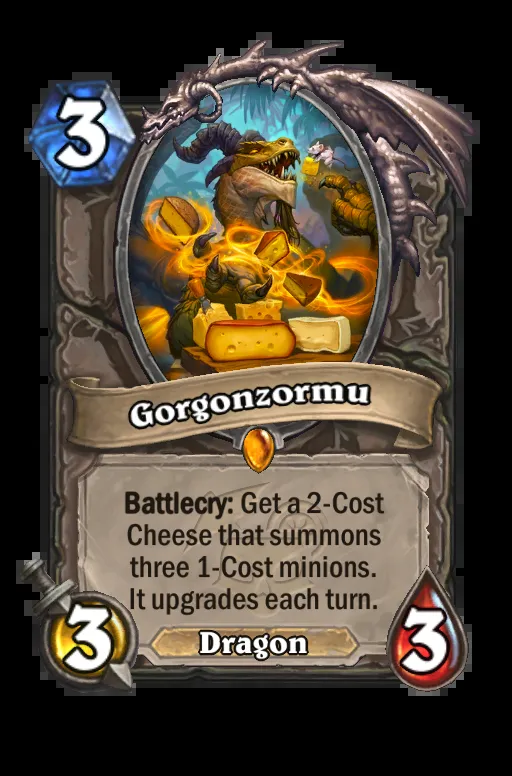 3
Gorgonzormu
Battlecry: Get a 2-Cost
Cheese that summons
three 1-Cost minions.
It upgrades each turn.
3
Dragon
3